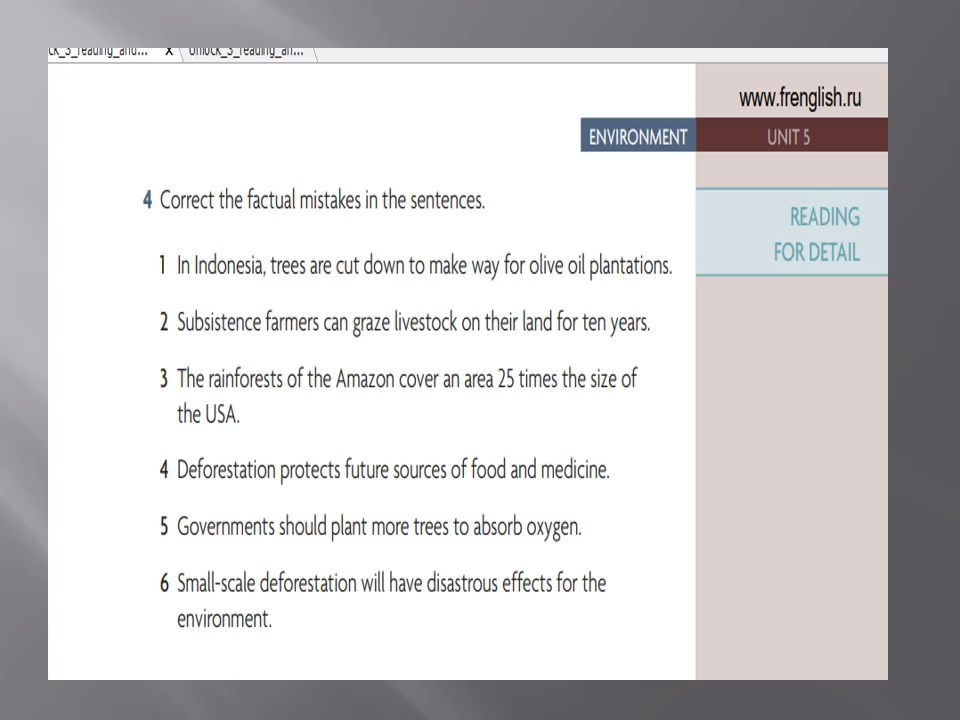 ck_3_reading_and... X Unlock_3_reading_an...
www.frenglish.ru
ENVIRONMENT UNIT 5
4 Correct the factual mistakes in the sentences.
READING
FOR DETAIL
1 In Indonesia, trees are cut down to make way for olive oil plantations.
2 Subsistence farmers can graze livestock on their land for ten years.
3 The rainforests of the Amazon cover an area 25 times the size of
the USA.
4 Deforestation protects future sources of food and medicine.
5 Governments should plant more trees to absorb oxygen.
6 Small-scale deforestation will have disastrous effects for the
environment.